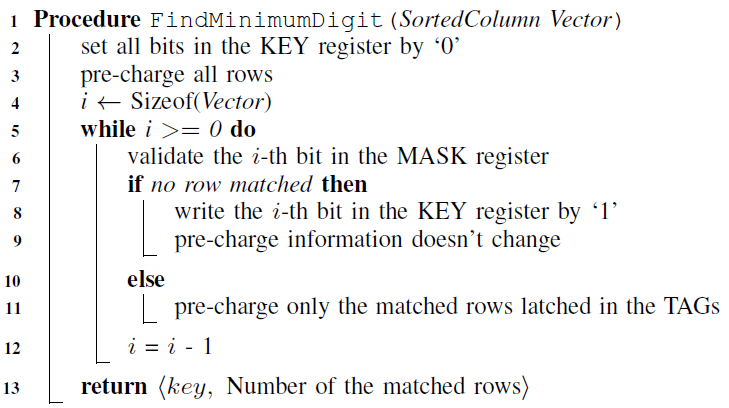 1 Procedure FindMinimumDigit (SortedColumn Vector)
2 set all bits in the KEY register by ‘0’
3 pre-charge all rows
4 i ← Sizeof(Vector)
5 while i >= 0 do
6 validate the i-th bit in the MASK register
7 if no row matched then
8 write the i-th bit in the KEY register by ‘1’
9 pre-charge information doesn’t change
10 else
11 pre-charge only the matched rows latched in the TAGs
12 i = i - 1
13 return ⟨key, Number of the matched rows⟩